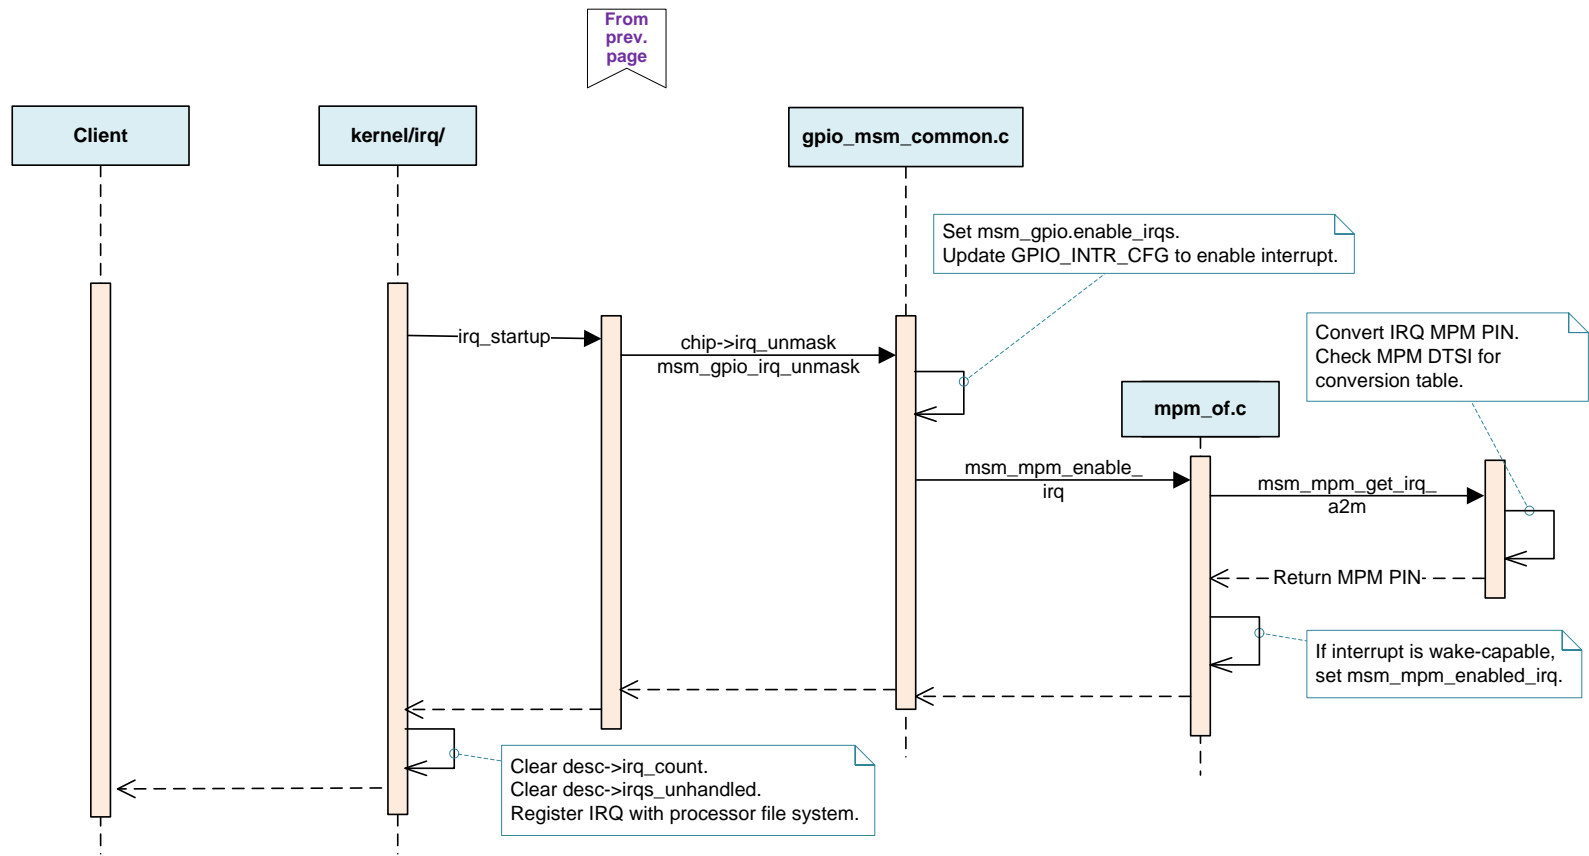 From
prev.
page
Client
kernel/irq/
gpio_msm_common.c
Set msm_gpio.enable_irqs.
Update GPIO_INTR_CFG to enable interrupt.
Convert IRQ MPM PIN.
Check MPM DTSI for
conversion table.
irq_startup
chip->irq_unmask
msm_gpio_irq_unmask
mpm_of.c
msm_mpm_enable_
irq
msm_mpm_get_irq_
a2m
Return MPM PIN
If interrupt is wake-capable,
set msm_mpm_enabled_irq.
Clear desc->irq_count.
Clear desc->irqs_unhandled.
Register IRQ with processor file system.